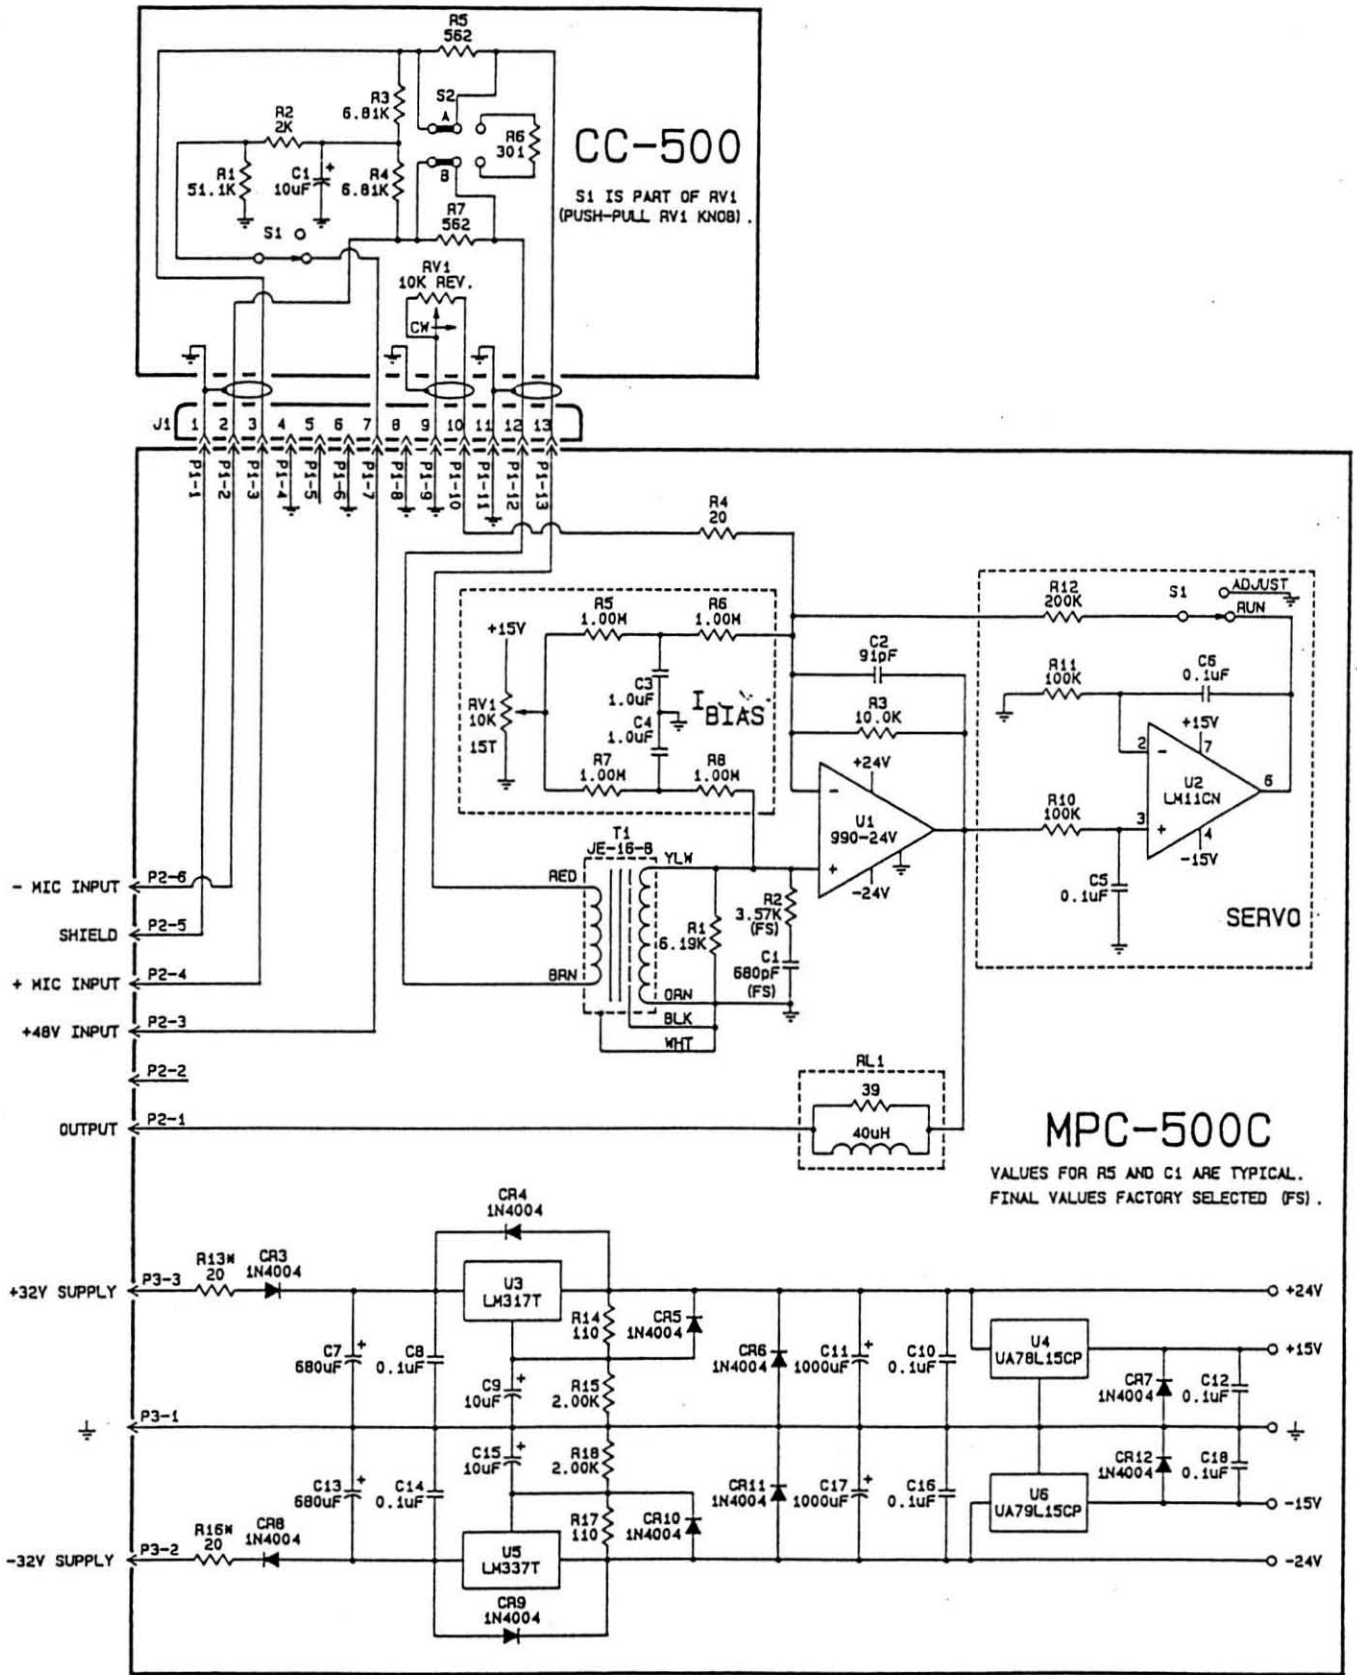 R5
562
R3
6.81K
S2
A
R2
2K
R6
301
CC-500
R1
51.1K
C1
10uF
+
R4
6.81K
B
S1 IS PART OF RV1
(PUSH-PULL RV1 KNOB).
R7
562
S1
RV1
10K REV.
CW
J1 1 2 3 4 5 6 7 8 9 10 11 12 13
P1-1 P1-2 P1-3 P1-4 P1-5 P1-6 P1-7 P1-8 P1-9 P1-10 P1-11 P1-12 P1-13
R4
20
R5
1.00M
R6
1.00M
+15V
RV1
10K
15T
C3
1.0uF
C4
1.0uF
I BIAS
R7
1.00M
R8
1.00M
C2
91pF
R3
10.0K
R12
200K
S1
ADJUST
RUN
R11
100K
C6
0.1uF
+15V
2
-
7
U2
LM11CN
6
3
+
4
-15V
R10
100K
C5
0.1uF
SERVO
+24V
-
U1
990-24V
+
-24V
T1
JE-16-B
RED
YLW
BRN
ORN
BLK
WHT
R1
6.19K
R2
3.57K
(FS)
C1
680pF
(FS)
- MIC INPUT P2-6
SHIELD P2-5
+ MIC INPUT P2-4
+48V INPUT P2-3
P2-2
OUTPUT P2-1
RL1
39
40uH
MPC-500C
VALUES FOR R5 AND C1 ARE TYPICAL.
FINAL VALUES FACTORY SELECTED (FS).
CR4
1N4004
+32V SUPPLY P3-3
R13*
20
CR3
1N4004
U3
LM317T
R14
110
CR5
1N4004
+24V
C7
680uF
+
C8
0.1uF
C9
10uF
+
R15
2.00K
CR6
1N4004
C11
1000uF
+
C10
0.1uF
U4
UA78L15CP
+15V
CR7
1N4004
C12
0.1uF
P3-1
C13
680uF
+
C14
0.1uF
C15
10uF
+
R18
2.00K
R17
110
CR10
1N4004
CR11
1N4004
C17
1000uF
+
C16
0.1uF
U6
UA79L15CP
CR12
1N4004
C18
0.1uF
-15V
-32V SUPPLY P3-2
R16*
20
CR8
1N4004
U5
LM337T
-24V
CR9
1N4004